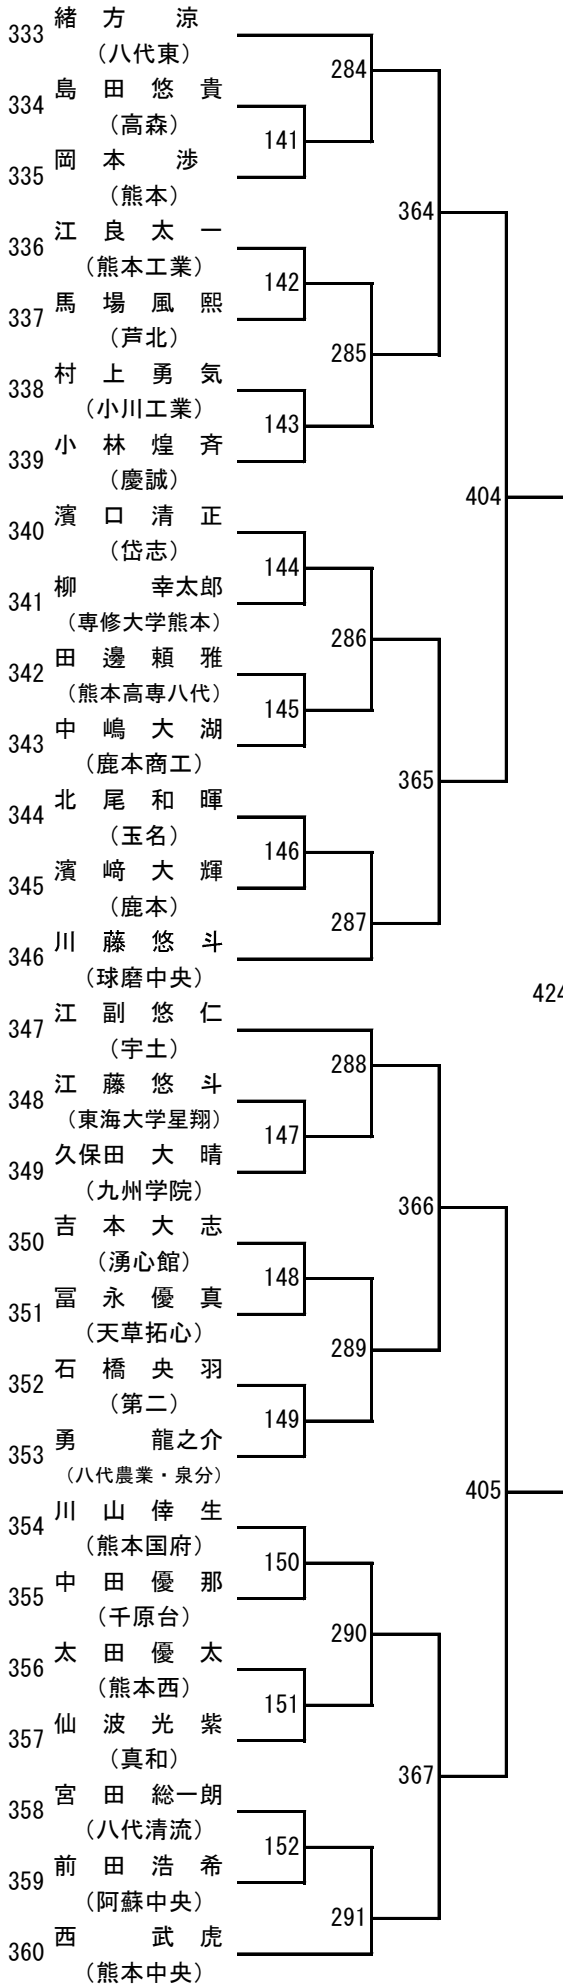 333 緒方 涼
（八代東）
334 島田悠貴
（高森）
335 岡本 渉
（熊本）
336 江良太一
（熊本工業）
337 馬場風熙
（芦北）
338 村上勇気
（小川工業）
339 小林煌斉
（慶誠）
340 濱口清正
（岱志）
341 柳 幸太郎
（専修大学熊本）
342 田邊頼雅
（熊本高専八代）
343 中嶋大湖
（鹿本商工）
344 北尾和暉
（玉名）
345 濱﨑大輝
（鹿本）
346 川藤悠斗
（球磨中央）
347 江副悠仁
（宇土）
348 江藤悠斗
（東海大学星翔）
349 久保田大晴
（九州学院）
350 吉本大志
（湧心館）
351 冨永優真
（天草拓心）
352 石橋央羽
（第二）
353 勇 龍之介
（八代農業・泉分）
354 川山倖生
（熊本国府）
355 中田優那
（千原台）
356 太田優太
（熊本西）
357 仙波光紫
（真和）
358 宮田総一朗
（八代清流）
359 前田浩希
（阿蘇中央）
360 西 武虎
（熊本中央）
141
142
143
144
145
146
147
148
149
150
151
152
284
285
286
287
288
289
290
291
364
365
366
367
404
405
424